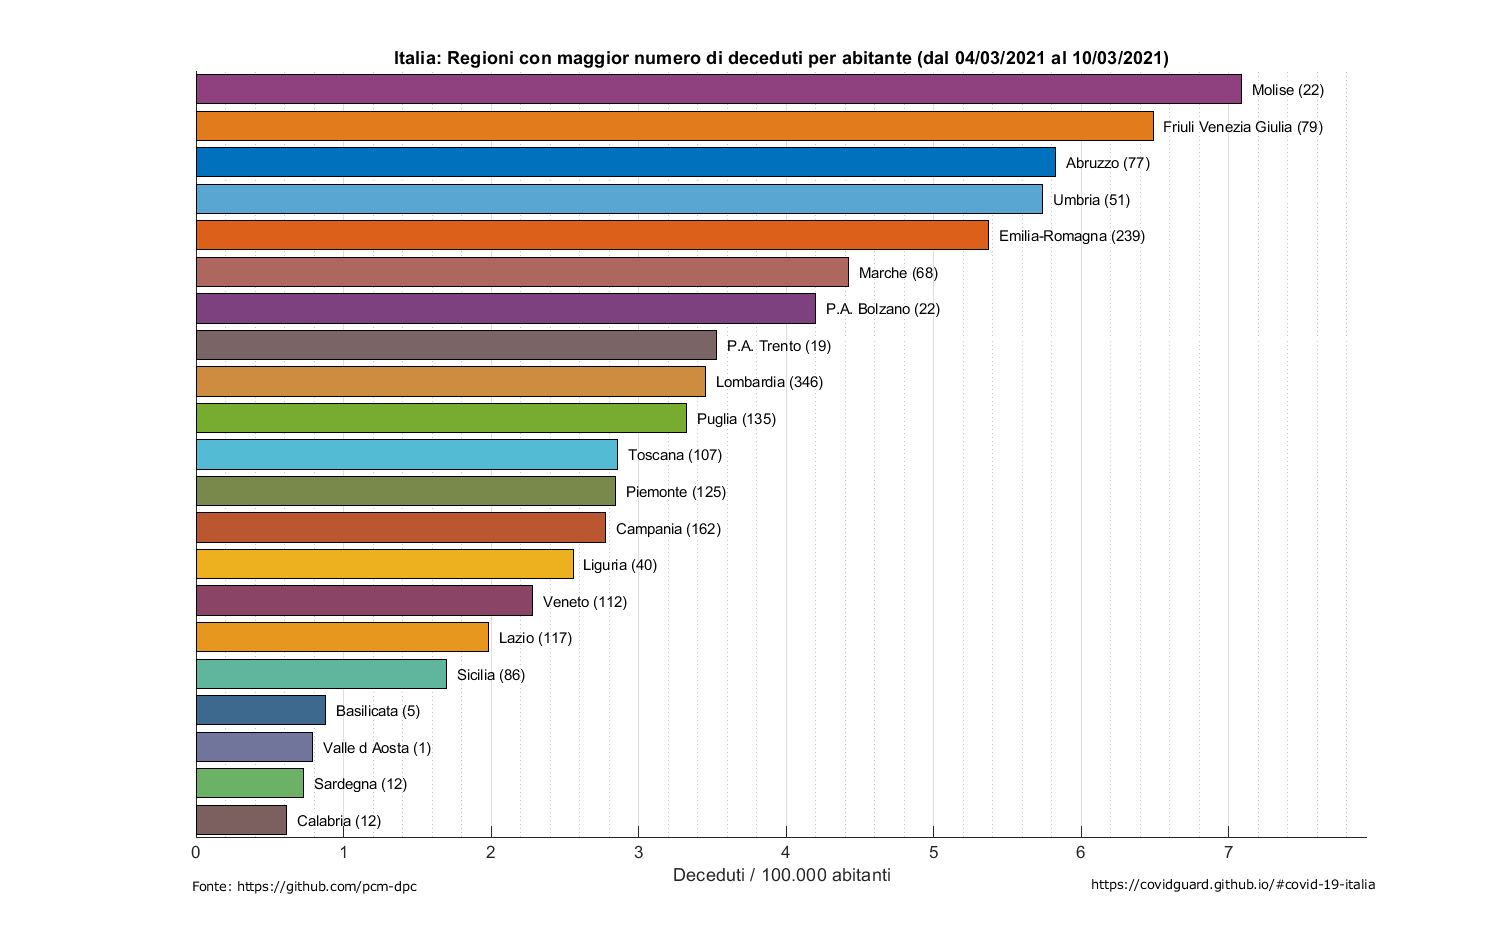 Italia: Regioni con maggior numero di deceduti per abitante (dal 04/03/2021 al 10/03/2021)
Molise (22)
Friuli Venezia Giulia (79)
Abruzzo (77)
Umbria (51)
Emilia-Romagna (239)
Marche (68)
P.A. Bolzano (22)
P.A. Trento (19)
Lombardia (346)
Puglia (135)
Toscana (107)
Piemonte (125)
Campania (162)
Liguria (40)
Veneto (112)
Lazio (117)
Sicilia (86)
Basilicata (5)
Valle d Aosta (1)
Sardegna (12)
Calabria (12)
0 1 2 3 4 5 6 7
Deceduti / 100.000 abitanti
Fonte: https://github.com/pcm-dpc
https://covidguard.github.io/#covid-19-italia